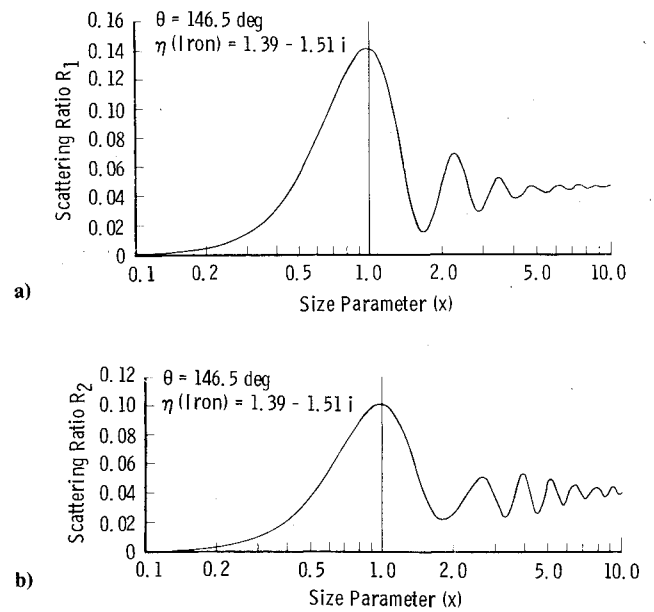 θ = 146.5 deg
η (Iron) = 1.39 - 1.51 i
Scattering Ratio R1
0.16
0.14
0.12
0.10
0.08
0.06
0.04
0.02
0
0.1 0.2 0.5 1.0 2.0 5.0 10.0
Size Parameter (x)
a)
θ = 146.5 deg
η (Iron) = 1.39 - 1.51 i
Scattering Ratio R2
0.12
0.10
0.08
0.06
0.04
0.02
0
0.1 0.2 0.5 1.0 2.0 5.0 10.0
Size Parameter (x)
b)